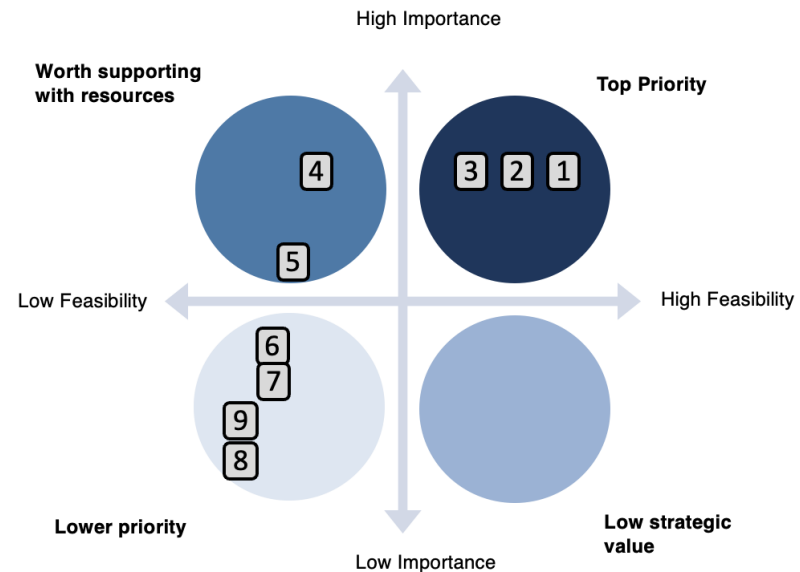 High Importance
Worth supporting
with resources
Top Priority
4
3 2 1
5
Low Feasibility
High Feasibility
6
7
9
8
Lower priority
Low strategic
value
Low Importance